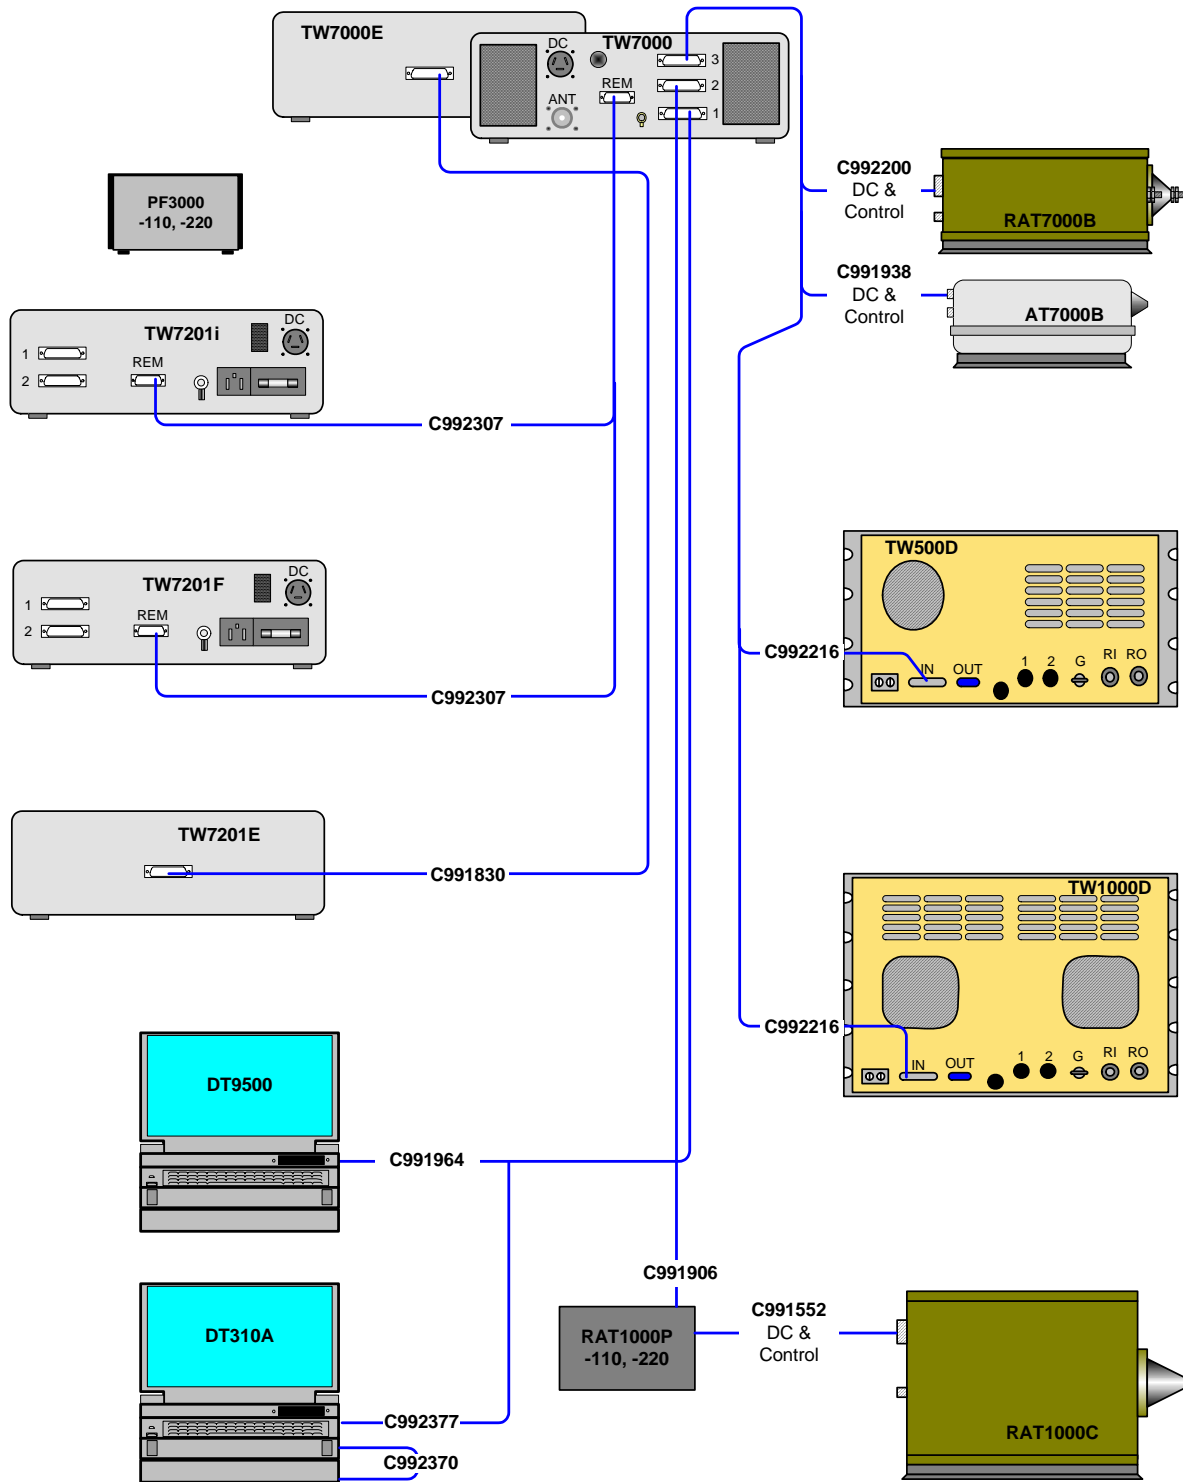 TW7000E
TW7000
DC
3
REM
2
ANT
1
C992200
DC &
Control
RAT7000B
PF3000
-110, -220
C991938
DC &
Control
AT7000B
TW7201i
DC
1
REM
2
C992307
TW500D
TW7201F
DC
1
REM
2
C992216
IN
OUT
1
2
G
RI
RO
C992307
TW7201E
C991830
TW1000D
C992216
IN
OUT
1
2
G
RI
RO
DT9500
C991964
C991906
DT310A
RAT1000P
-110, -220
C991552
DC &
Control
C992377
RAT1000C
C992370